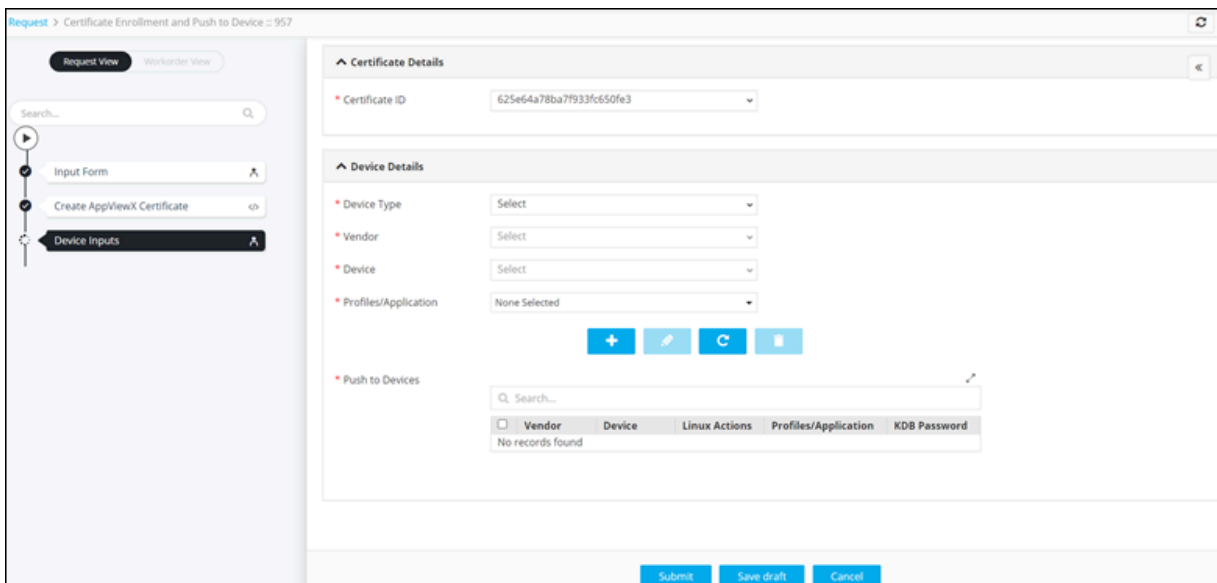 Request > Certificate Enrollment and Push to Device :: 957
Request View Workorder View
Search...
Input Form
Create AppViewX Certificate </>
Device Inputs
Certificate Details
* Certificate ID 625e64a78ba7f933fc650fe3
Device Details
* Device Type Select
* Vendor Select
* Device Select
* Profiles/Application None Selected
* Push to Devices
Search...
Vendor Device Linux Actions Profiles/Application KDB Password
No records found
Submit Save draft Cancel